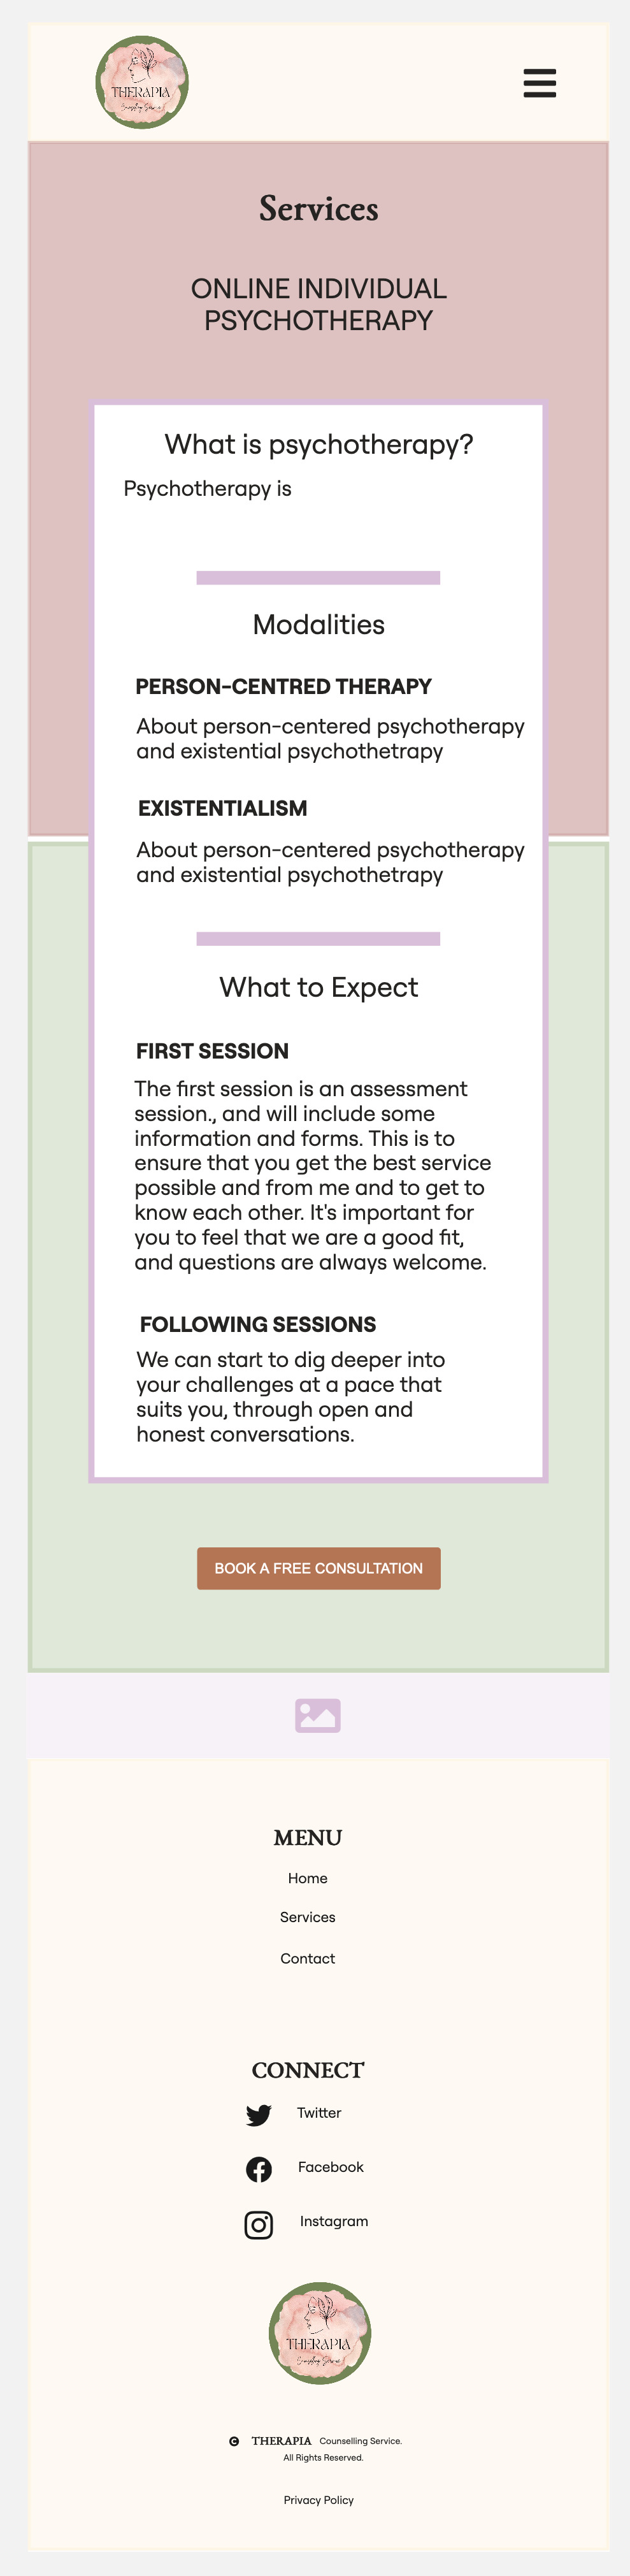 THERAPIA
Counselling Service
Services
ONLINE INDIVIDUAL
PSYCHOTHERAPY
What is psychotherapy?
Psychotherapy is
Modalities
PERSON-CENTRED THERAPY
About person-centered psychotherapy
and existential psychothetrapy
EXISTENTIALISM
About person-centered psychotherapy
and existential psychothetrapy
What to Expect
FIRST SESSION
The first session is an assessment
session., and will include some
information and forms. This is to
ensure that you get the best service
possible and from me and to get to
know each other. It's important for
you to feel that we are a good fit,
and questions are always welcome.
FOLLOWING SESSIONS
We can start to dig deeper into
your challenges at a pace that
suits you, through open and
honest conversations.
BOOK A FREE CONSULTATION
MENU
Home
Services
Contact
CONNECT
Twitter
Facebook
Instagram
THERAPIA
Counselling Service
© THERAPIA Counselling Service.
All Rights Reserved.
Privacy Policy